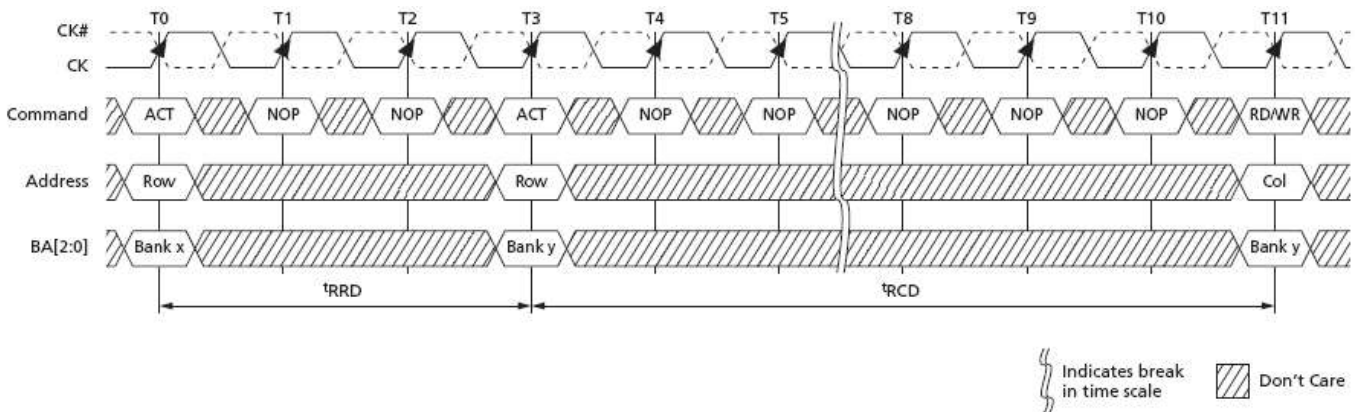 T0 T1 T2 T3 T4 T5 T8 T9 T10 T11
CK#
CK
Command ACT NOP NOP ACT NOP NOP NOP NOP NOP RD/WR
Address Row Row Col
BA[2:0] Bank x Bank y Bank y
tRRD tRCD
Indicates break
in time scale
Don't Care